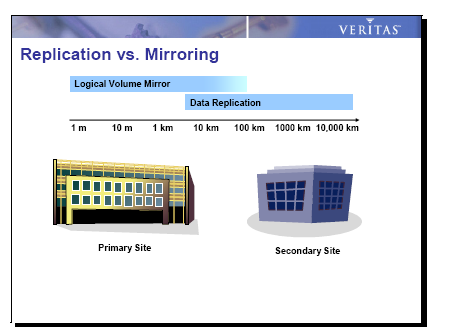 VERITAS™
Replication vs. Mirroring
Logical Volume Mirror
Data Replication
1 m 10 m 1 km 10 km 100 km 1000 km 10,000 km
Primary Site
Secondary Site